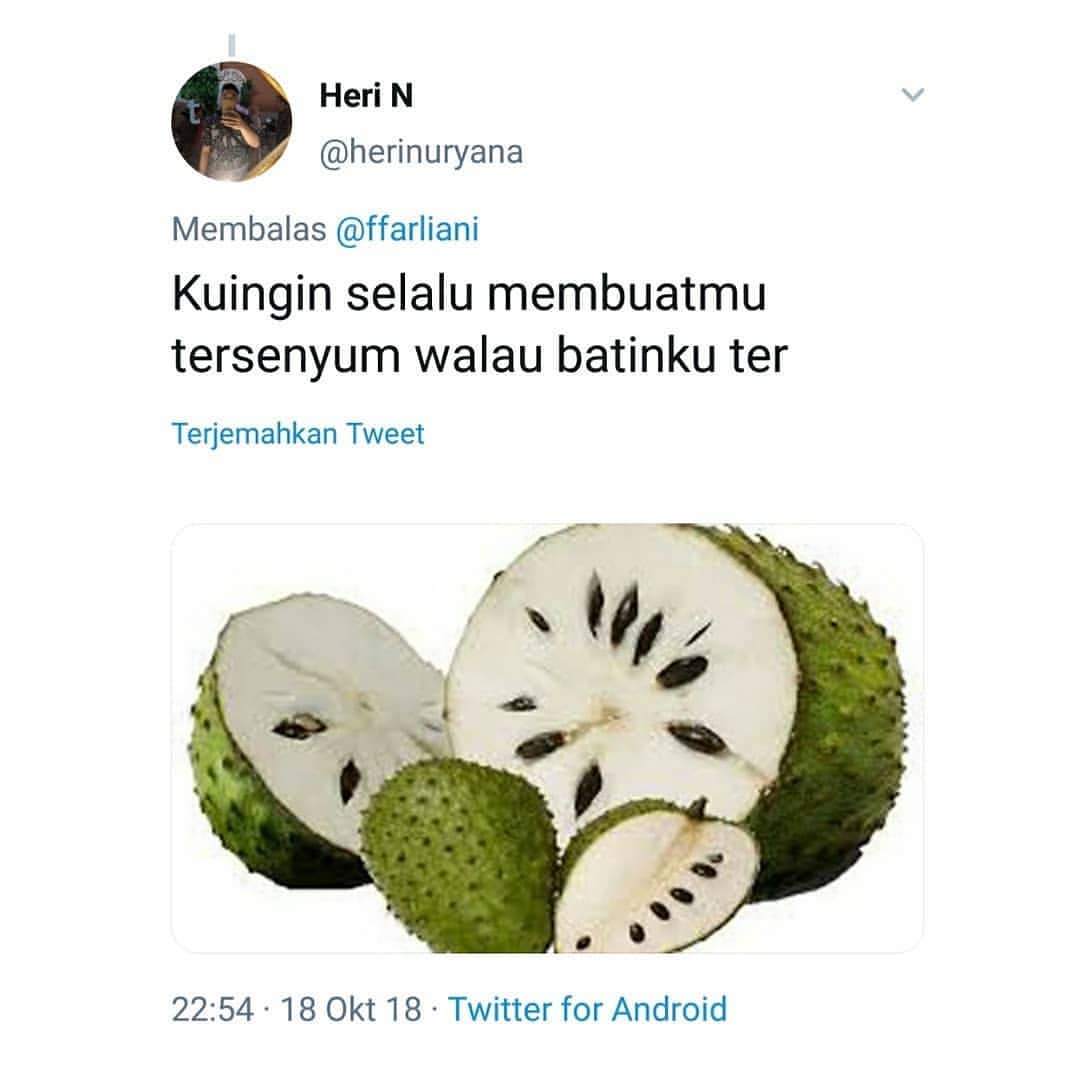 Heri N
@herinuryana
Membalas @ffarliani
Kuingin selalu membuatmu
tersenyum walau batinku ter
Terjemahkan Tweet
22:54 · 18 Okt 18 · Twitter for Android